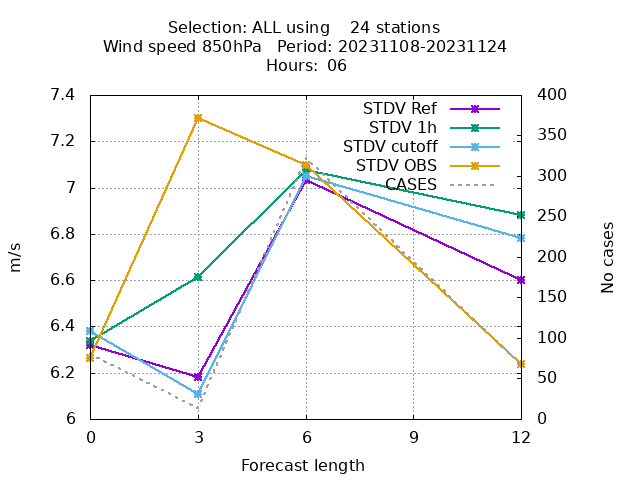 Selection: ALL using    24 stations
Wind speed 850hPa   Period: 20231108-20231124
Hours:  06
7.4
7.2
7
6.8
6.6
6.4
6.2
6
m/s
400
350
300
250
200
150
100
50
0
No cases
STDV Ref
STDV 1h
STDV cutoff
STDV OBS
CASES
0
3
6
9
12
Forecast length